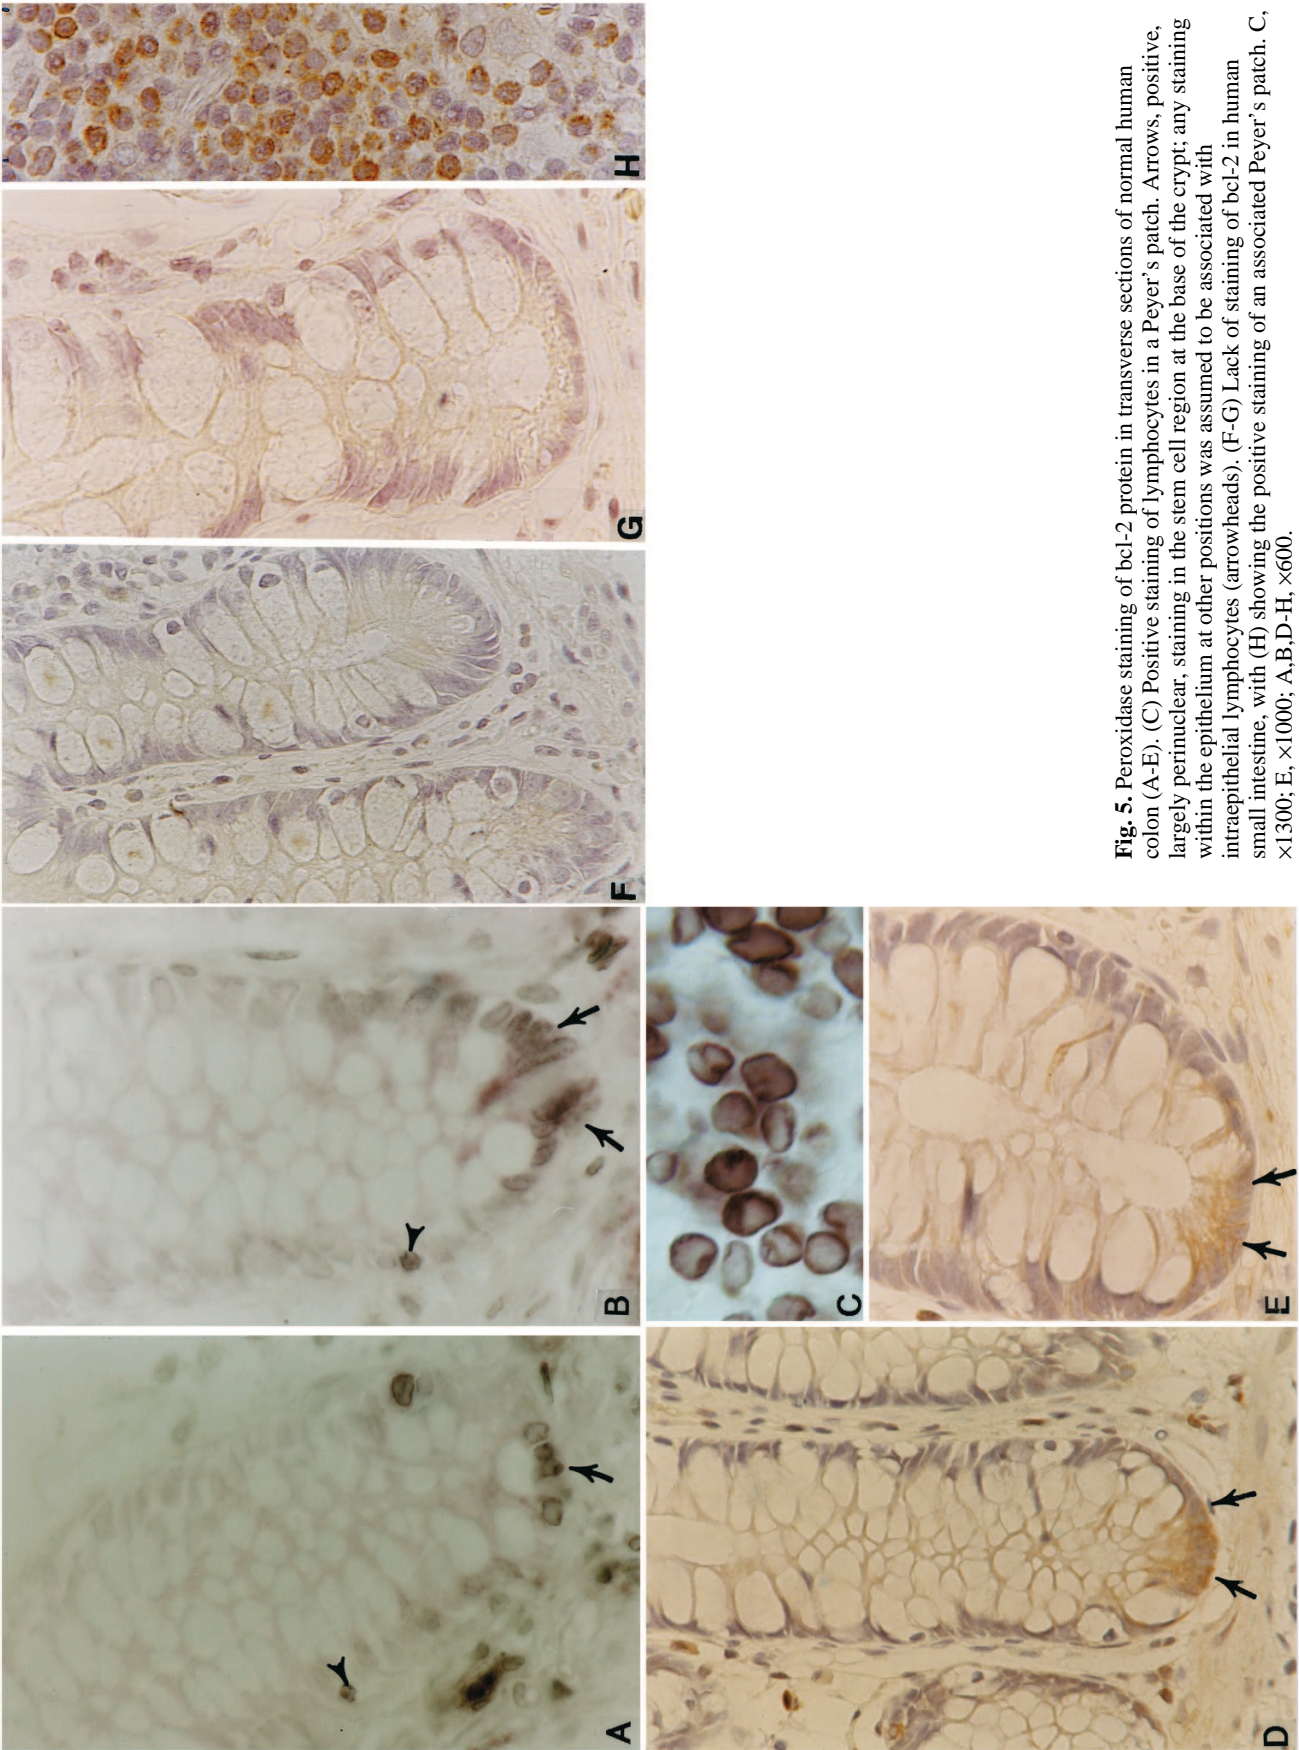 A
B
C
D
E
F
G
H
Fig. 5. Peroxidase staining of bcl-2 protein in transverse sections of normal human
colon (A-E). (C) Positive staining of lymphocytes in a Peyer's patch. Arrows, positive,
largely perinuclear, staining in the stem cell region at the base of the crypt; any staining
within the epithelium at other positions was assumed to be associated with
intraepithelial lymphocytes (arrowheads). (F-G) Lack of staining of bcl-2 in human
small intestine, with (H) showing the positive staining of an associated Peyer's patch. C,
×1300; E, ×1000; A,B,D-H, ×600.